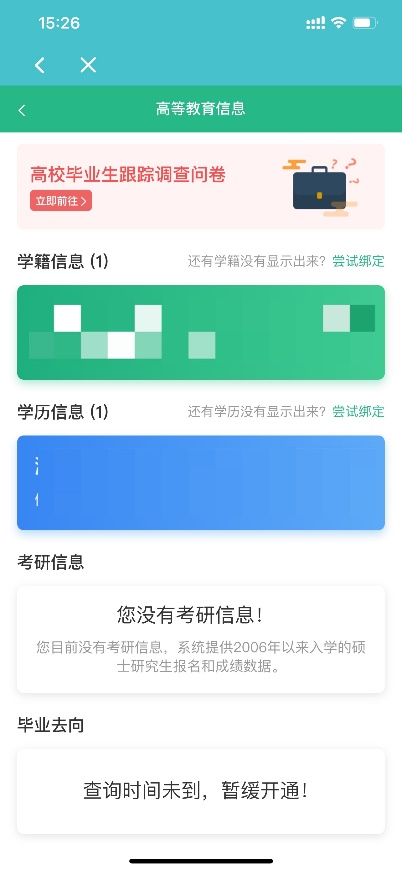 15:26
高等教育信息
高校毕业生跟踪调查问卷
立即前往 >
学籍信息 (1)
还有学籍没有显示出来？尝试绑定
学历信息 (1)
还有学历没有显示出来？尝试绑定
考研信息
您没有考研信息！
您目前没有考研信息，系统提供2006年以来入学的硕
士研究生报名和成绩数据。
毕业去向
查询时间未到，暂缓开通！